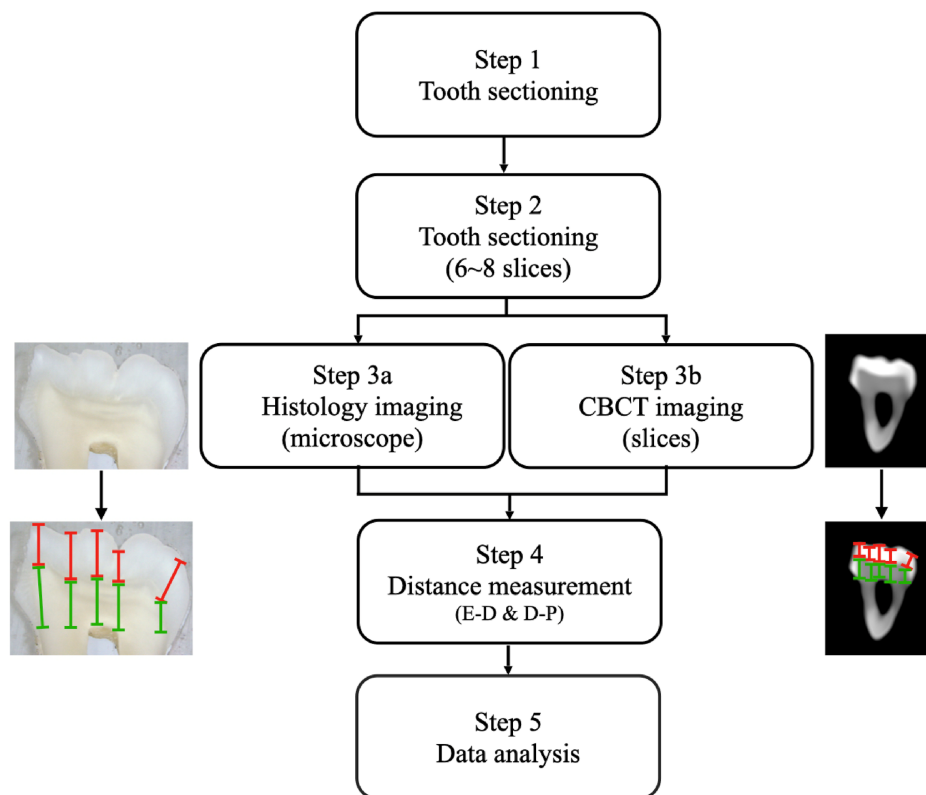 Step 1
Tooth sectioning
Step 2
Tooth sectioning
(6~8 slices)
Step 3a
Histology imaging
(microscope)
Step 3b
CBCT imaging
(slices)
Step 4
Distance measurement
(E-D & D-P)
Step 5
Data analysis